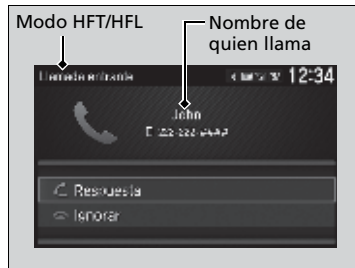 Modo HFT/HFL
Nombre de
quien llama
Llamada entrante
12:34
John
Respuesta
Ignorar